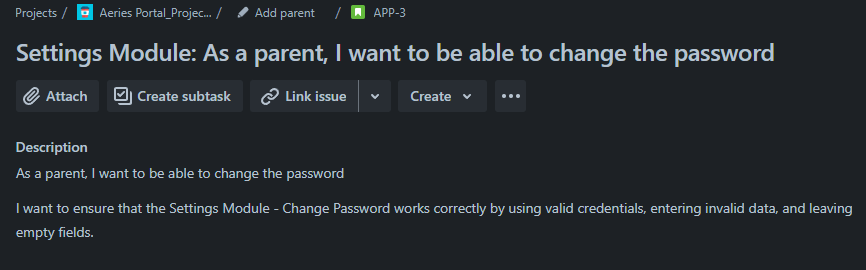 Projects / Aeries Portal_Projec... / Add parent / APP-3
Settings Module: As a parent, I want to be able to change the password
Attach Create subtask Link issue Create
Description
As a parent, I want to be able to change the password
I want to ensure that the Settings Module - Change Password works correctly by using valid credentials, entering invalid data, and leaving
empty fields.